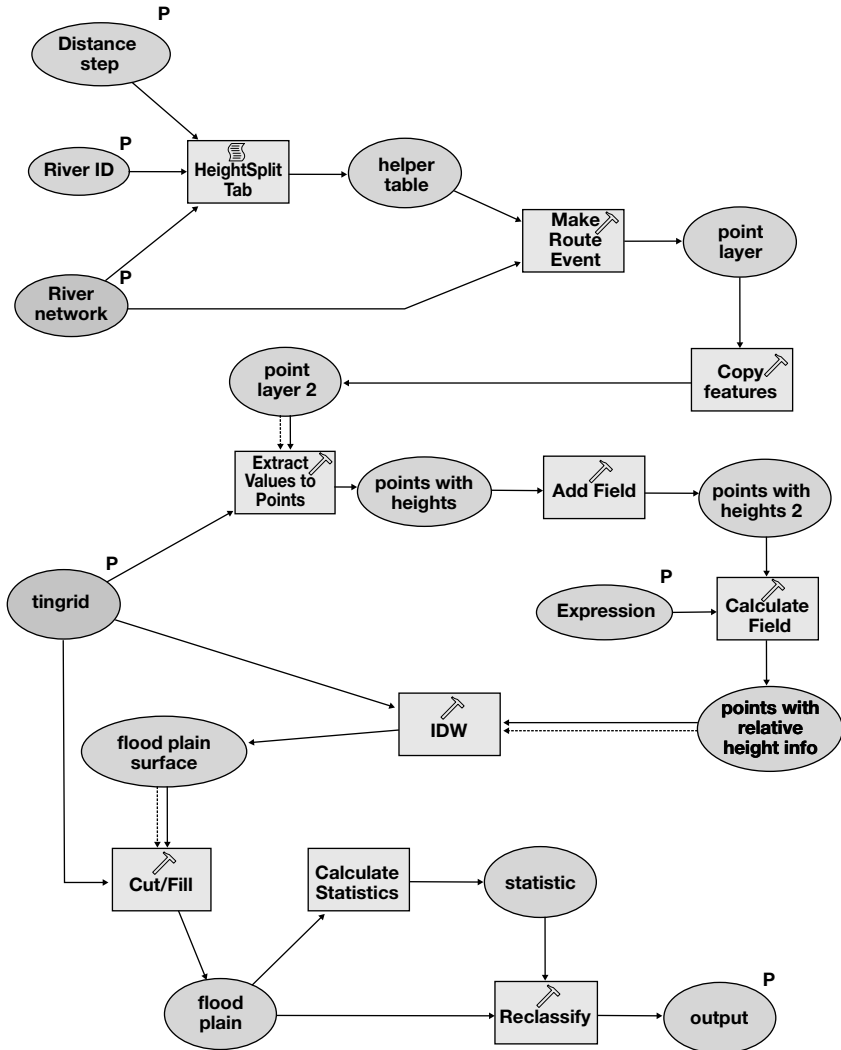 P
Distance
step
P
River ID
HeightSplit
Tab
helper
table
Make
Route
Event
point
layer
P
River
network
point
layer 2
Copy
features
Extract
Values to
Points
points with
heights
Add Field
points with
heights 2
P
tingrid
P
Expression
Calculate
Field
IDW
points with
relative
height info
flood plain
surface
Cut/Fill
Calculate
Statistics
statistic
P
flood
plain
Reclassify
output